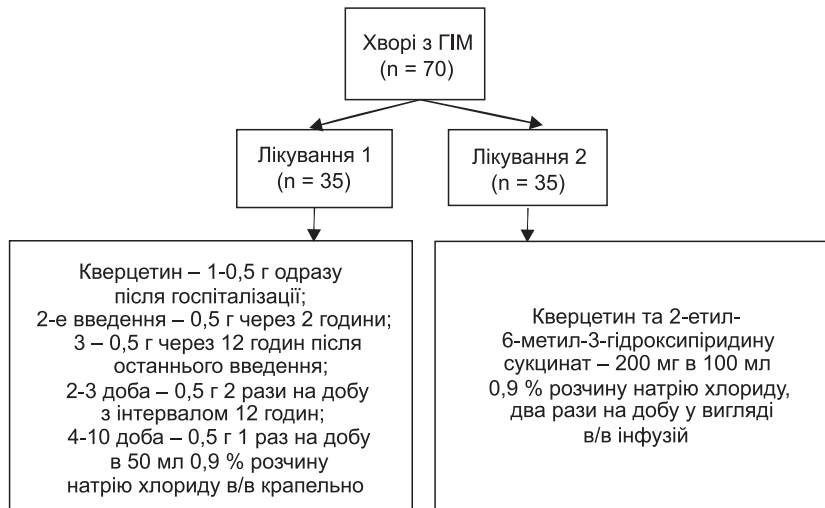 Хворі з ГІМ
(n = 70)
Лікування 1
(n = 35)
Лікування 2
(n = 35)
Кверцетин – 1-0,5 г одразу
після госпіталізації;
2-е введення – 0,5 г через 2 години;
3 – 0,5 г через 12 годин після
останнього введення;
2-3 доба – 0,5 г 2 рази на добу
з інтервалом 12 годин;
4-10 доба – 0,5 г 1 раз на добу
в 50 мл 0,9 % розчину
натрію хлориду в/в крапельно
Кверцетин та 2-етил-
6-метил-3-гідроксипіридину
сукцинат – 200 мг в 100 мл
0,9 % розчину натрію хлориду,
два рази на добу у вигляді
в/в інфузій